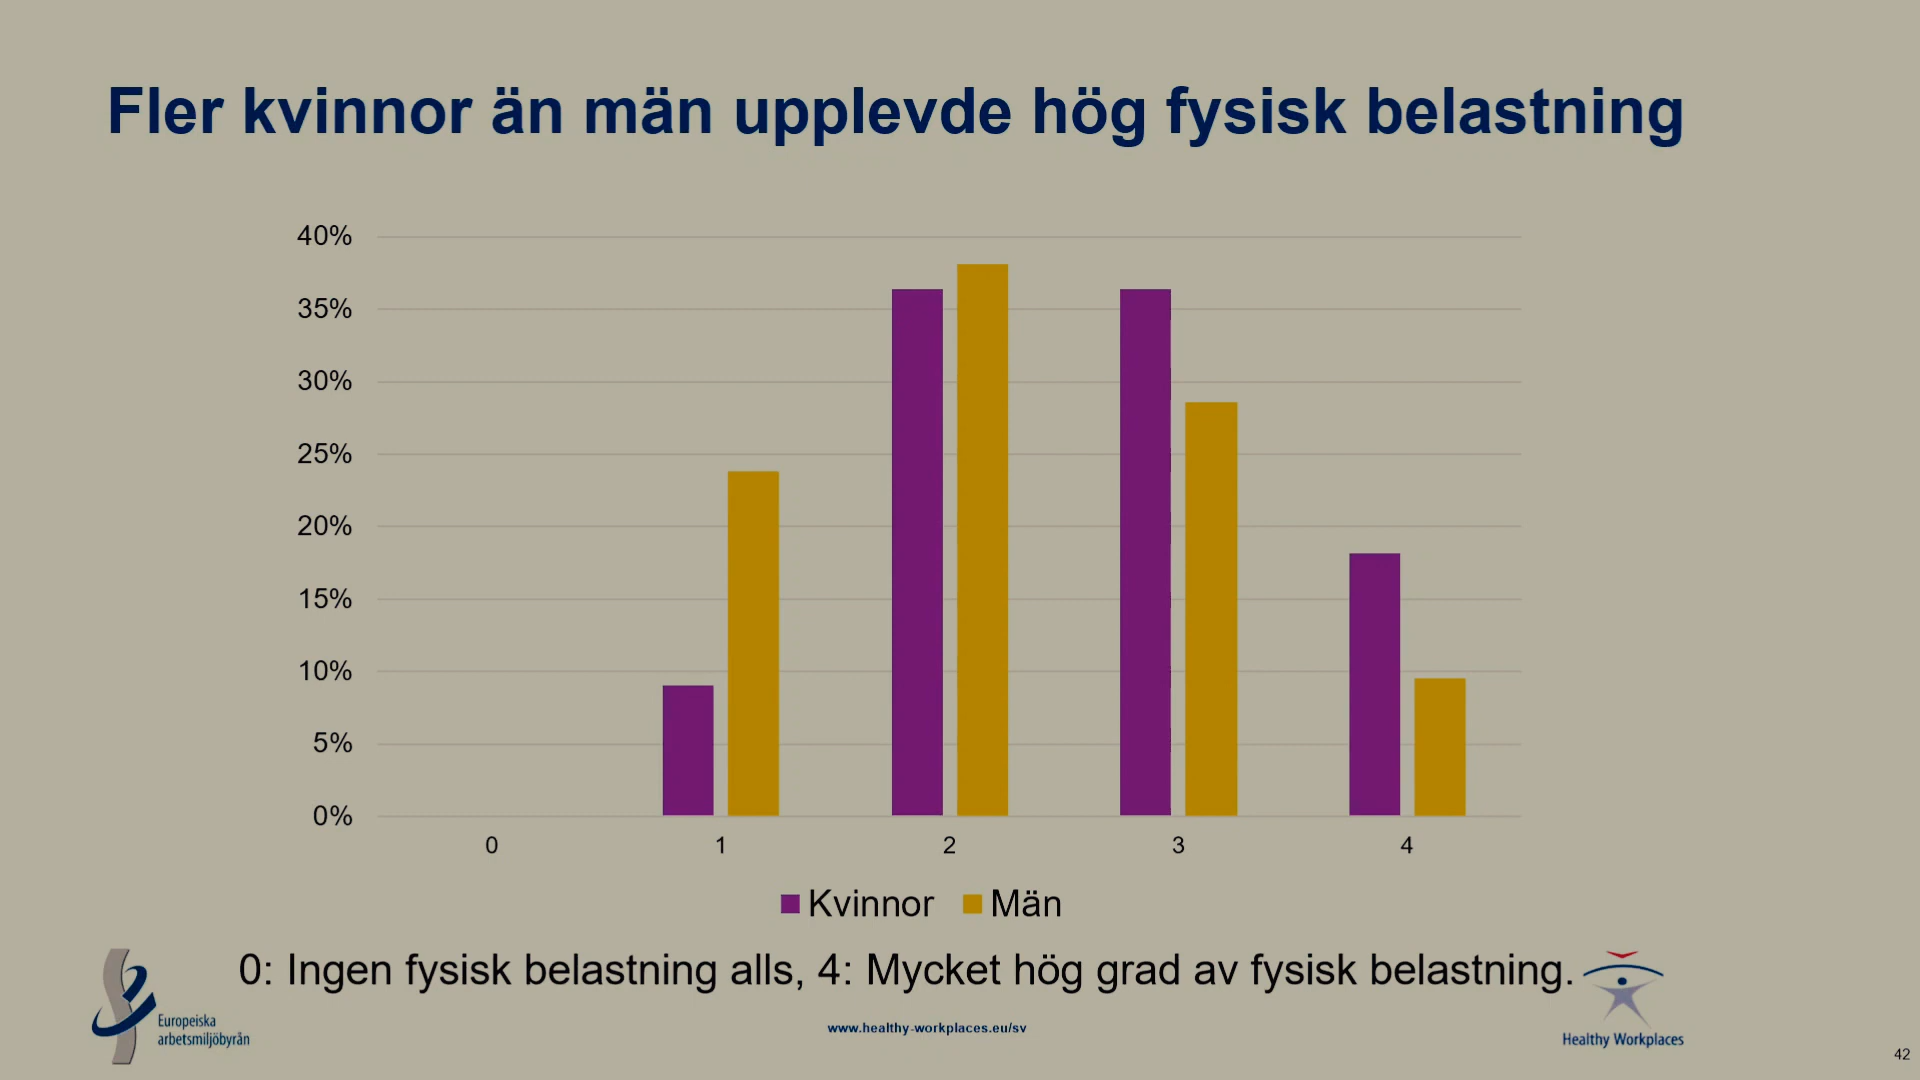 Fler kvinnor än män upplevde hög fysisk belastning
40%
35%
30%
25%
20%
15%
10%
5%
0%
0 1 2 3 4
Kvinnor Män
0: Ingen fysisk belastning alls, 4: Mycket hög grad av fysisk belastning.
Europeiska
arbetsmiljöbyrån
www.healthy-workplaces.eu/sv
Healthy Workplaces
42